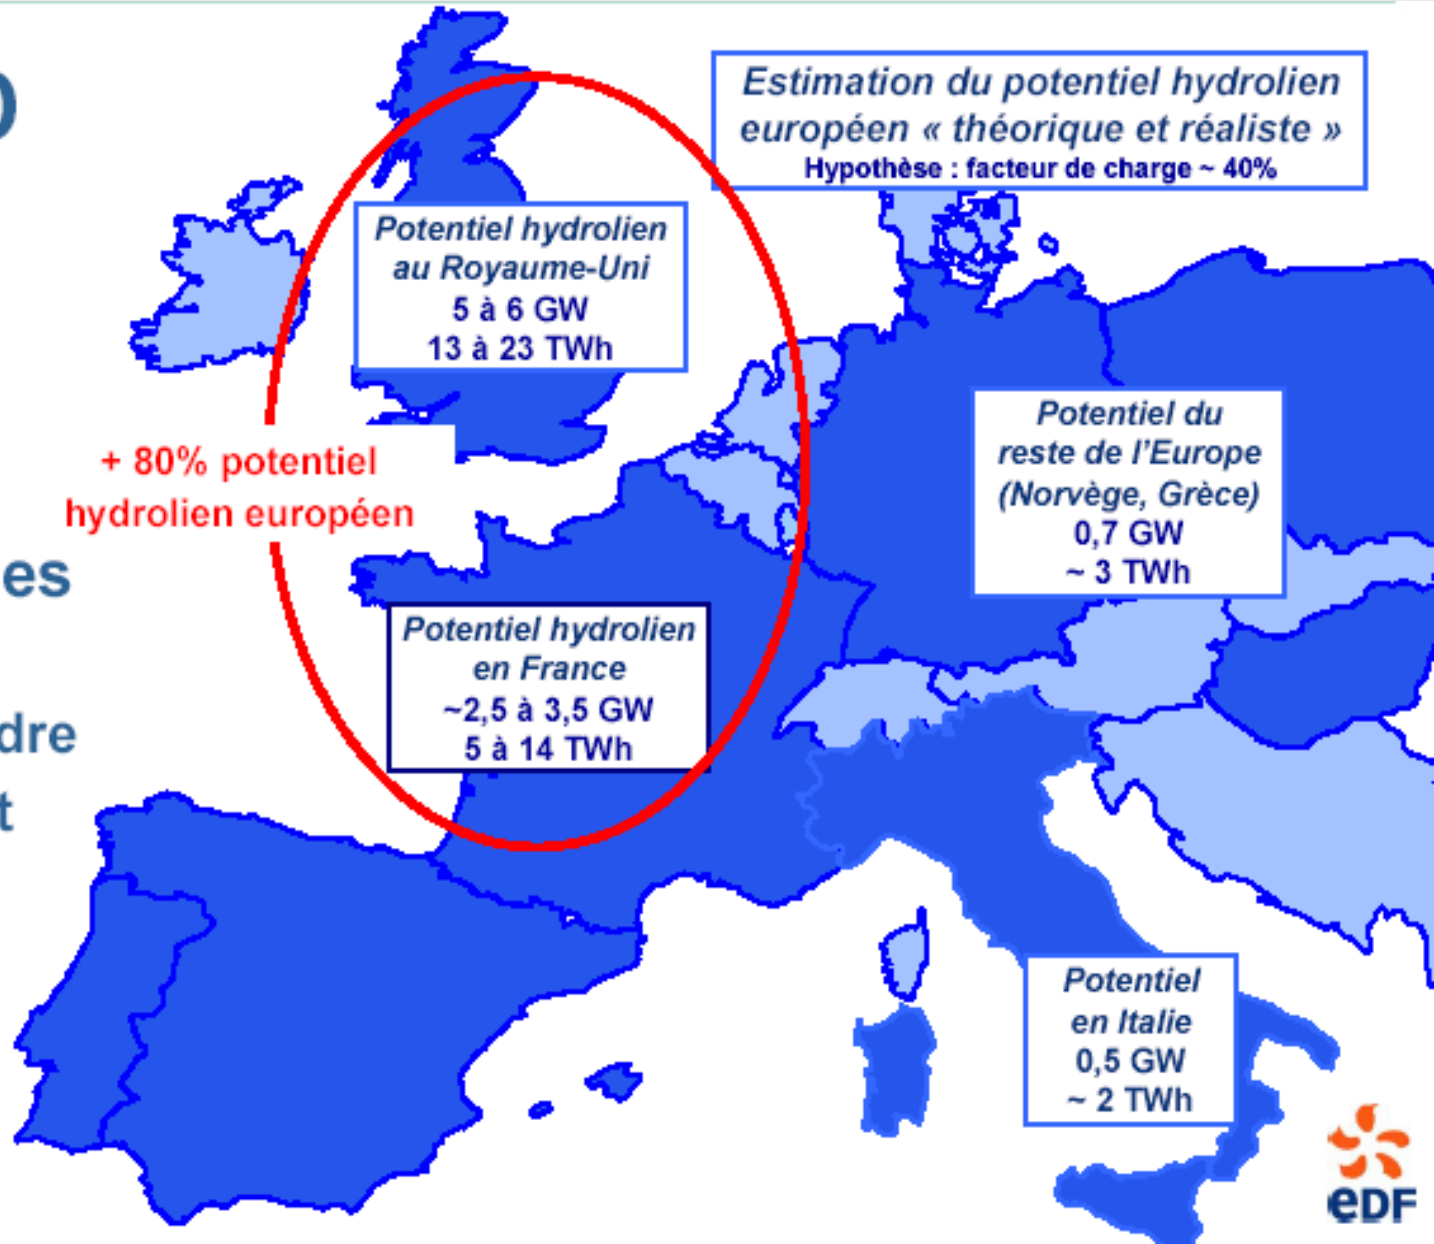 Estimation du potentiel hydrolien
européen « théorique et réaliste »
Hypothèse : facteur de charge ~ 40%
Potentiel hydrolien
au Royaume-Uni
5 à 6 GW
13 à 23 TWh
+ 80% potentiel
hydrolien européen
Potentiel du
reste de l'Europe
(Norvège, Grèce)
0,7 GW
~ 3 TWh
es
Potentiel hydrolien
en France
~2,5 à 3,5 GW
5 à 14 TWh
dre
t
Potentiel
en Italie
0,5 GW
~ 2 TWh
eDF